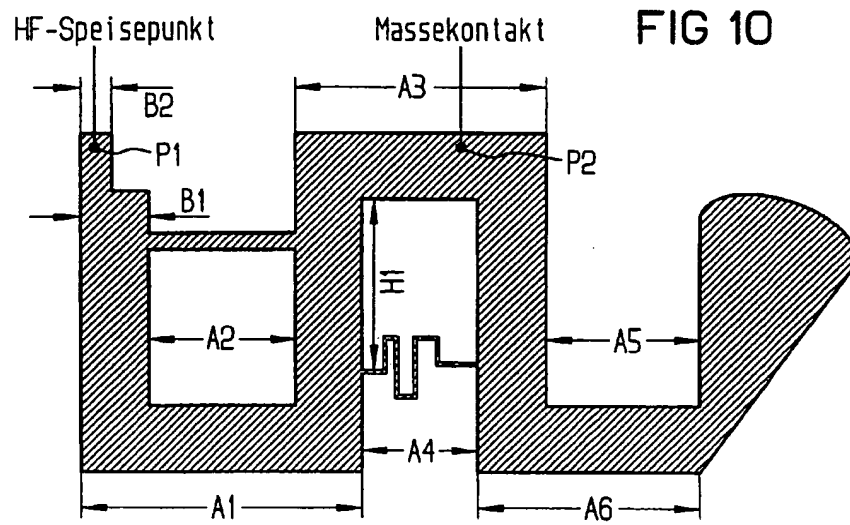 HF-Speisepunkt
Massekontakt
FIG 10
A3
B2
P1
P2
B1
H1
A2
A5
A4
A1
A6